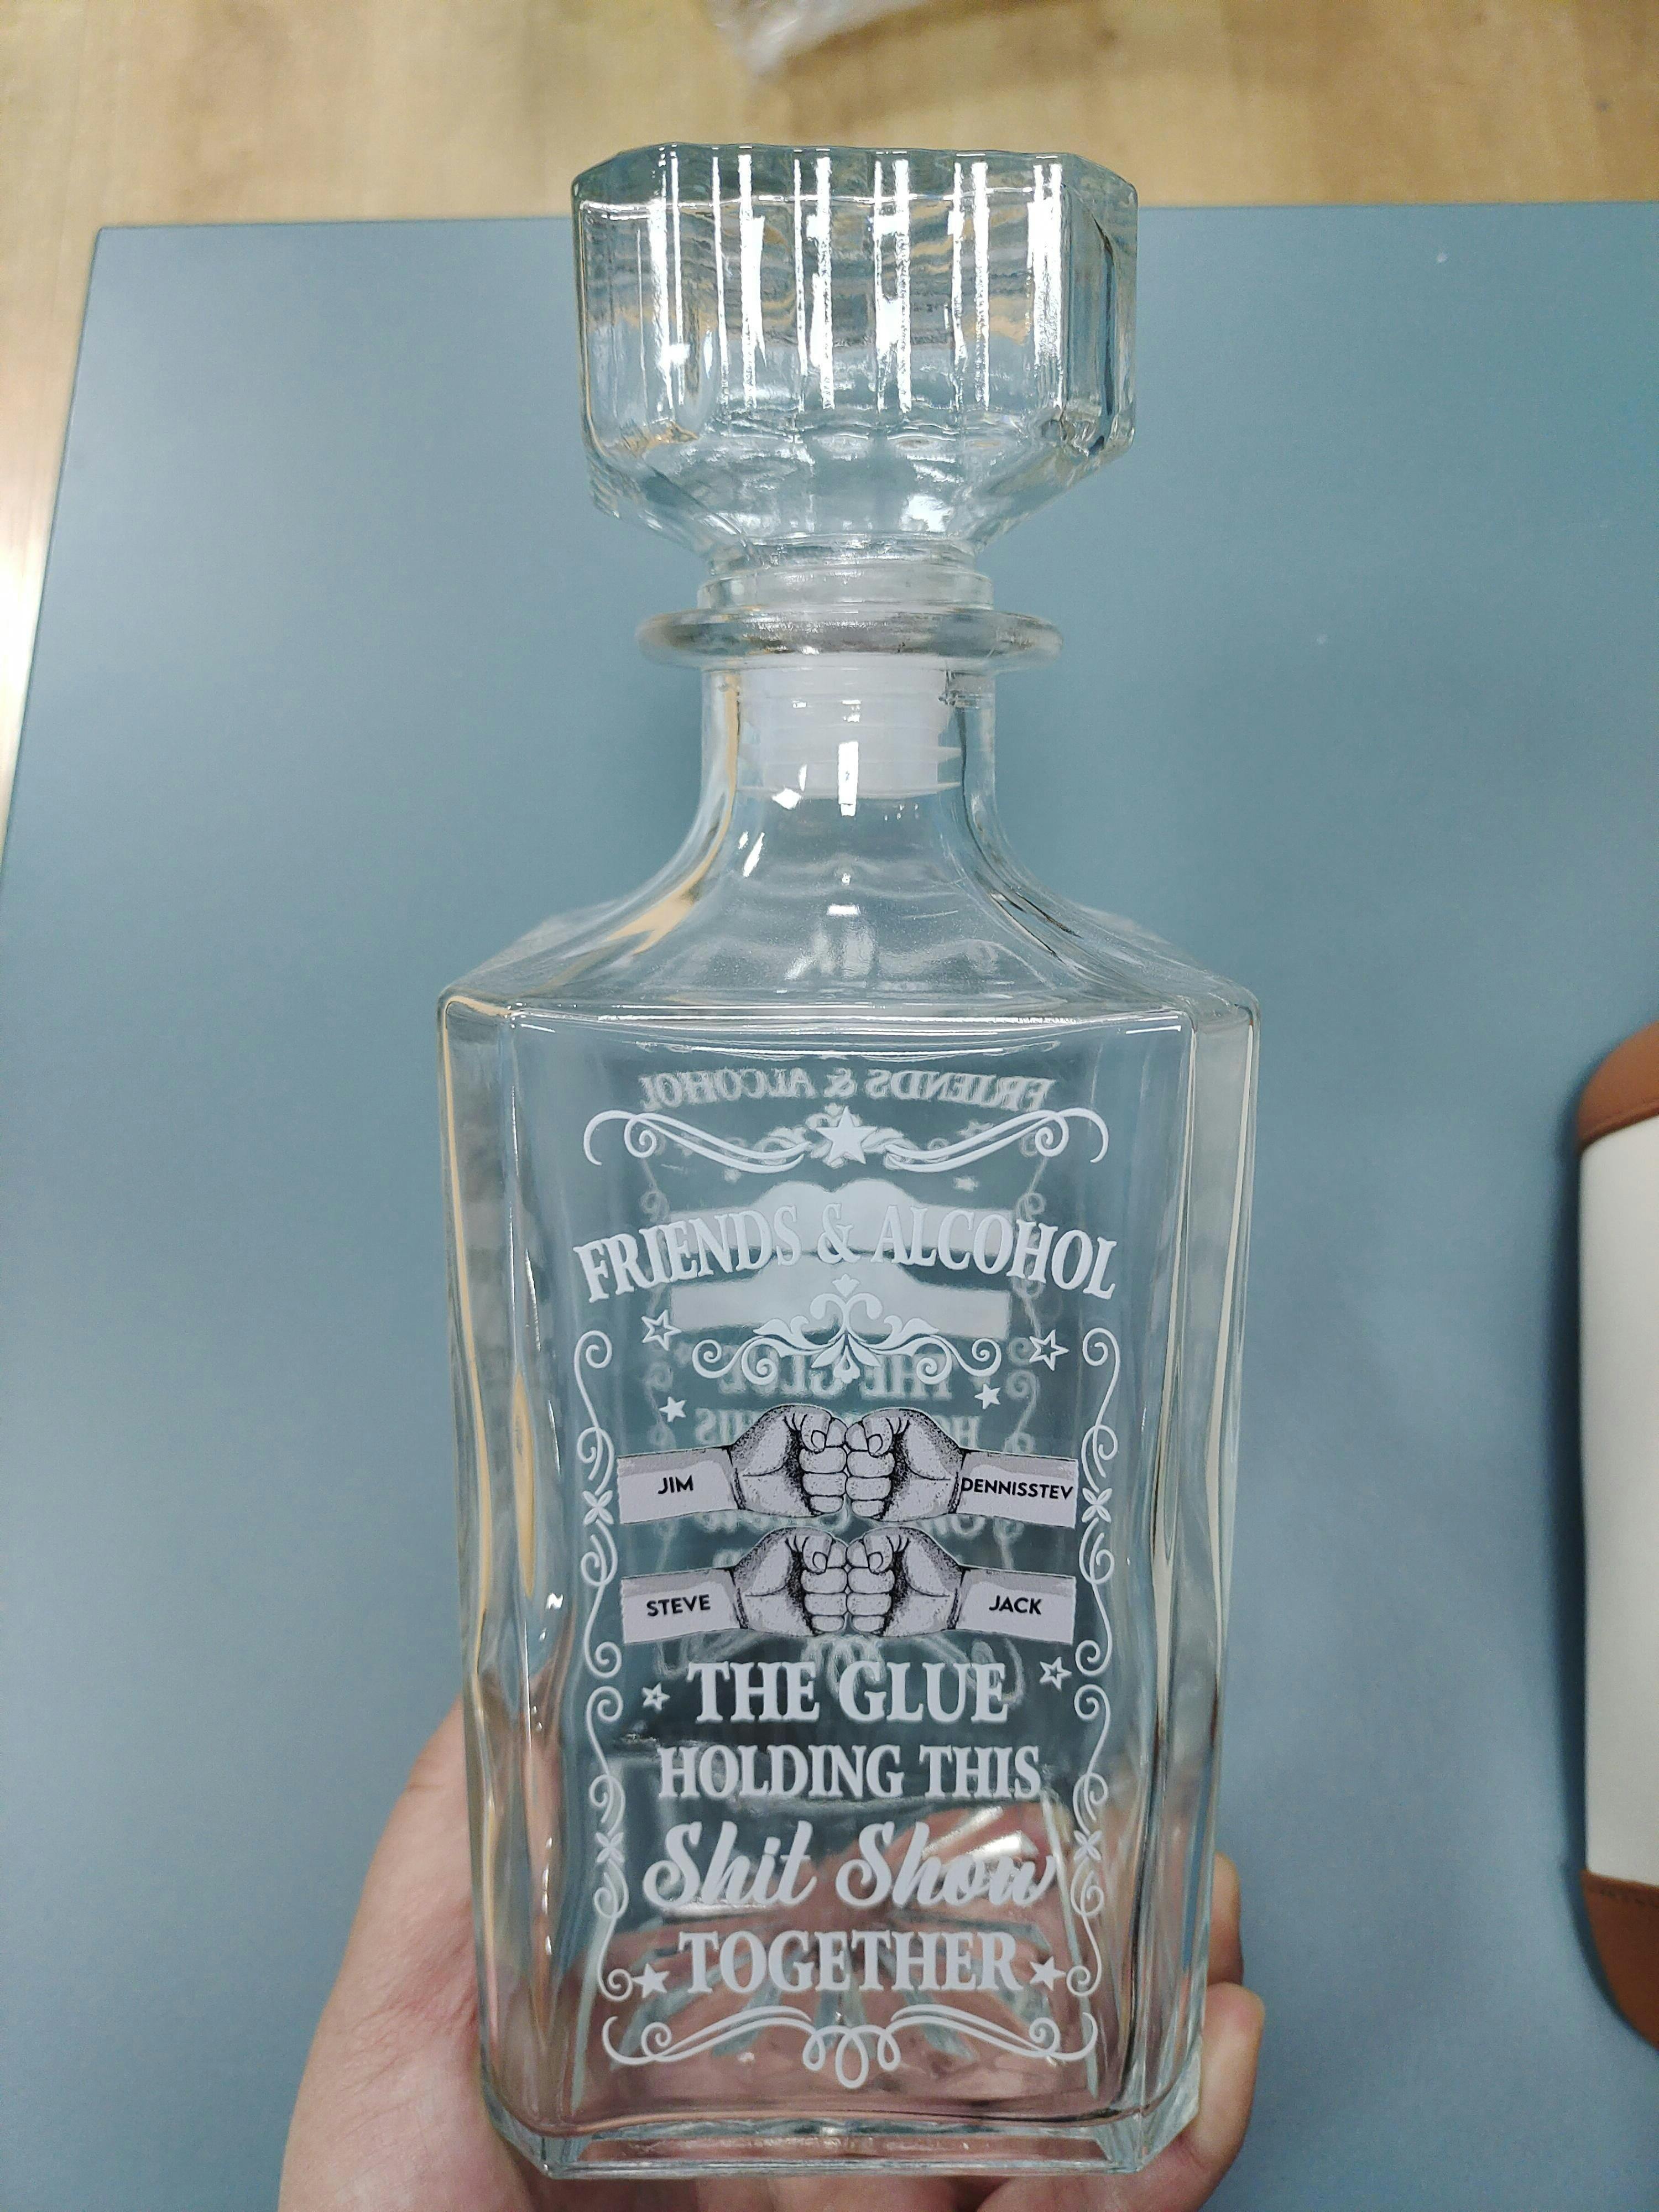 FRIENDS & ALCOHOL
JIM DENNISSTEV
STEVE JACK
THE GLUE
HOLDING THIS
Shit Show
TOGETHER